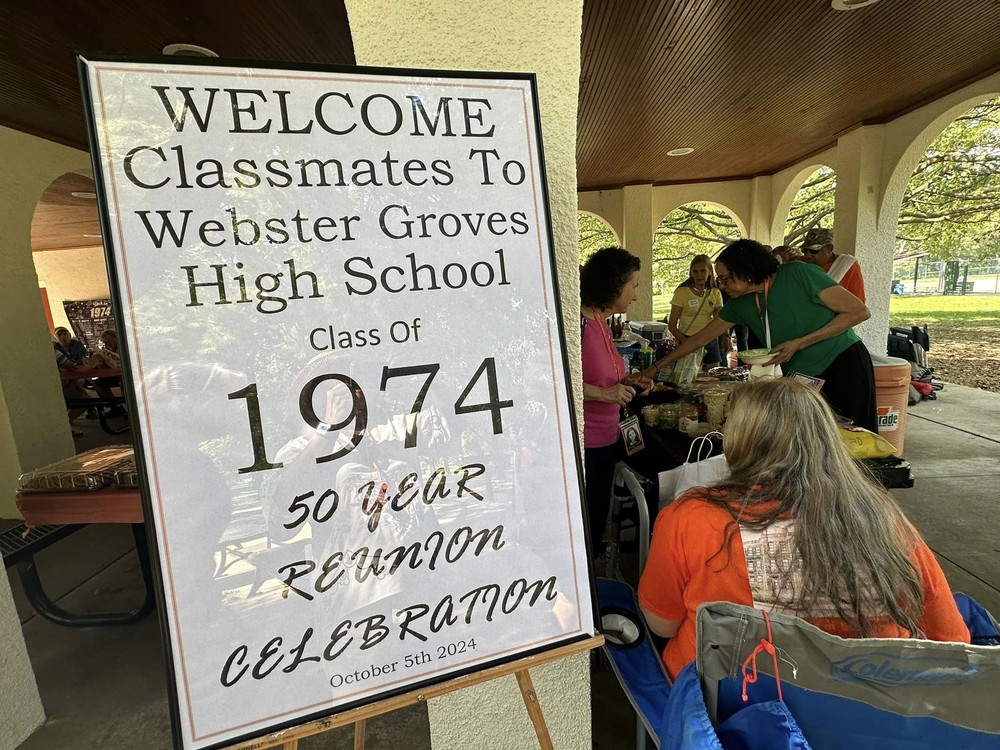 WELCOME
Classmates To
Webster Groves
High School
Class Of
1974
50 YEAR
REUNION
CELEBRATION
October 5th 2024
1974
rade
Coleman